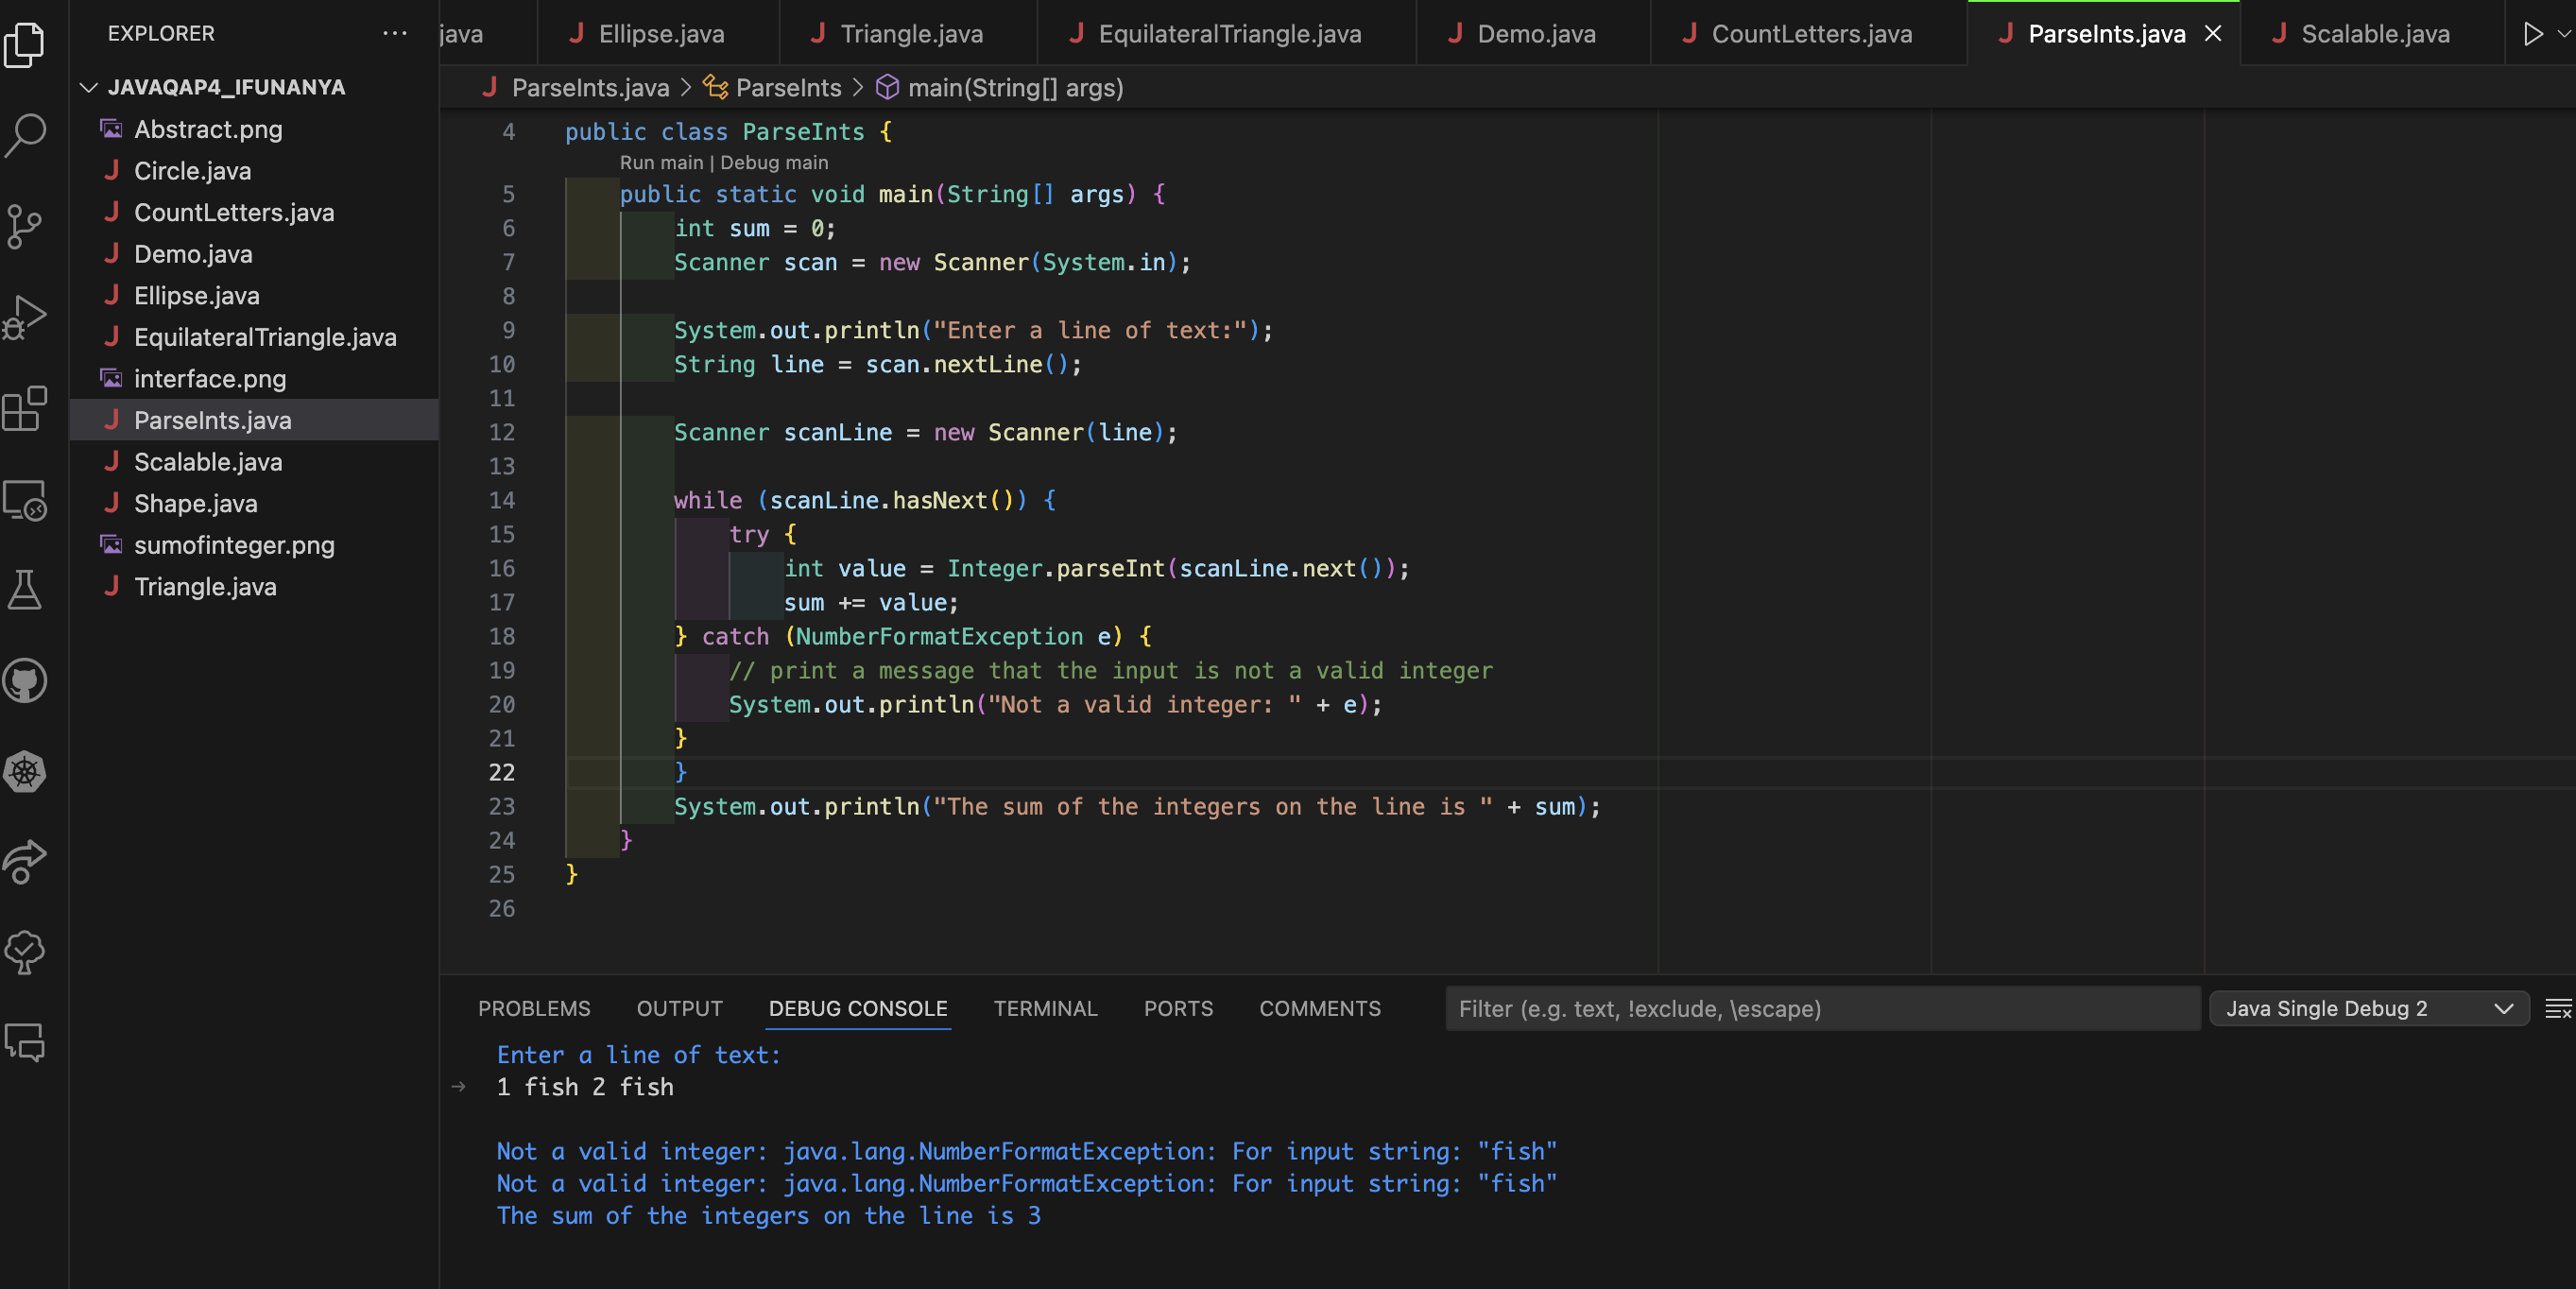 EXPLORER
JAVAQAP4_IFUNANYA
Abstract.png
Circle.java
CountLetters.java
Demo.java
Ellipse.java
EquilateralTriangle.java
interface.png
ParseInts.java
Scalable.java
Shape.java
sumofinteger.png
Triangle.java
java Ellipse.java Triangle.java EquilateralTriangle.java Demo.java CountLetters.java ParseInts.java Scalable.java
ParseInts.java > ParseInts > main(String[] args)
4 public class ParseInts {
Run main | Debug main
5 public static void main(String[] args) {
6 int sum = 0;
7 Scanner scan = new Scanner(System.in);
8
9 System.out.println("Enter a line of text:");
10 String line = scan.nextLine();
11
12 Scanner scanLine = new Scanner(line);
13
14 while (scanLine.hasNext()) {
15 try {
16 int value = Integer.parseInt(scanLine.next());
17 sum += value;
18 } catch (NumberFormatException e) {
19 // print a message that the input is not a valid integer
20 System.out.println("Not a valid integer: " + e);
21 }
22 }
23 System.out.println("The sum of the integers on the line is " + sum);
24 }
25 }
26
PROBLEMS OUTPUT DEBUG CONSOLE TERMINAL PORTS COMMENTS Filter (e.g. text, !exclude, \escape) Java Single Debug 2
Enter a line of text:
1 fish 2 fish
Not a valid integer: java.lang.NumberFormatException: For input string: "fish"
Not a valid integer: java.lang.NumberFormatException: For input string: "fish"
The sum of the integers on the line is 3